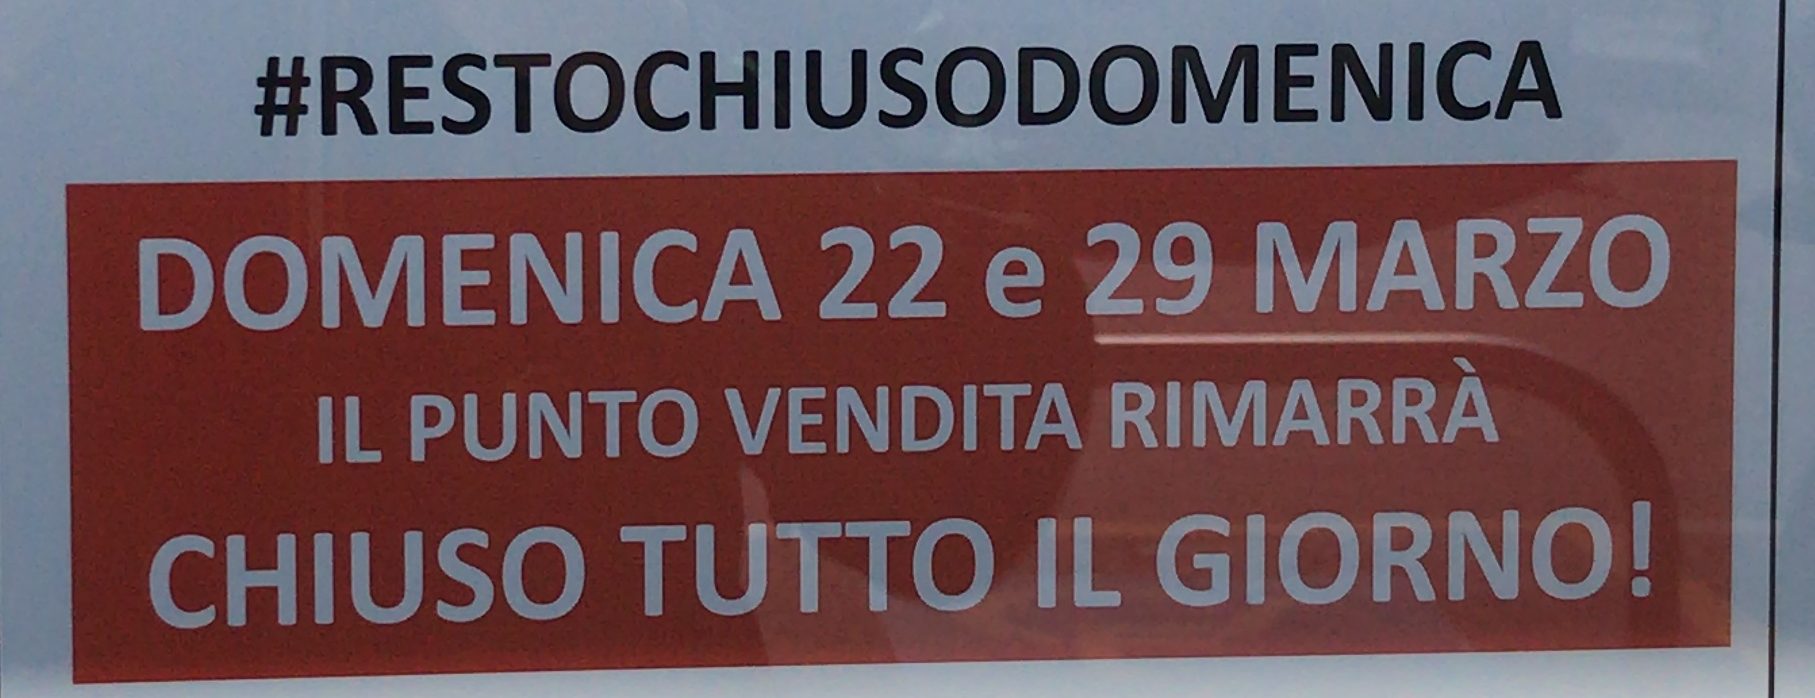 #RESTOCHIUSODOMENICA
DOMENICA 22 e 29 MARZO
IL PUNTO VENDITA RIMARRÀ
CHIUSO TUTTO IL GIORNO!